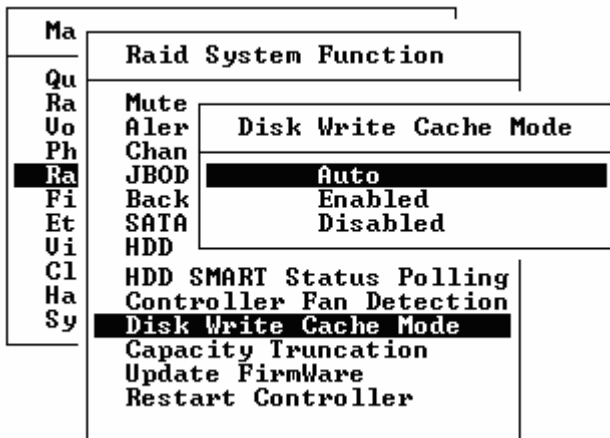 Ma
Qu
Ra
Vo
Ph
Ra
Fi
Et
Vi
Cl
Ha
Sy
Raid System Function
Mute
Aler
Chan
JBOD
Back
SATA
HDD
HDD SMART Status Polling
Controller Fan Detection
Disk Write Cache Mode
Capacity Truncation
Update FirmWare
Restart Controller
Disk Write Cache Mode
Auto
Enabled
Disabled